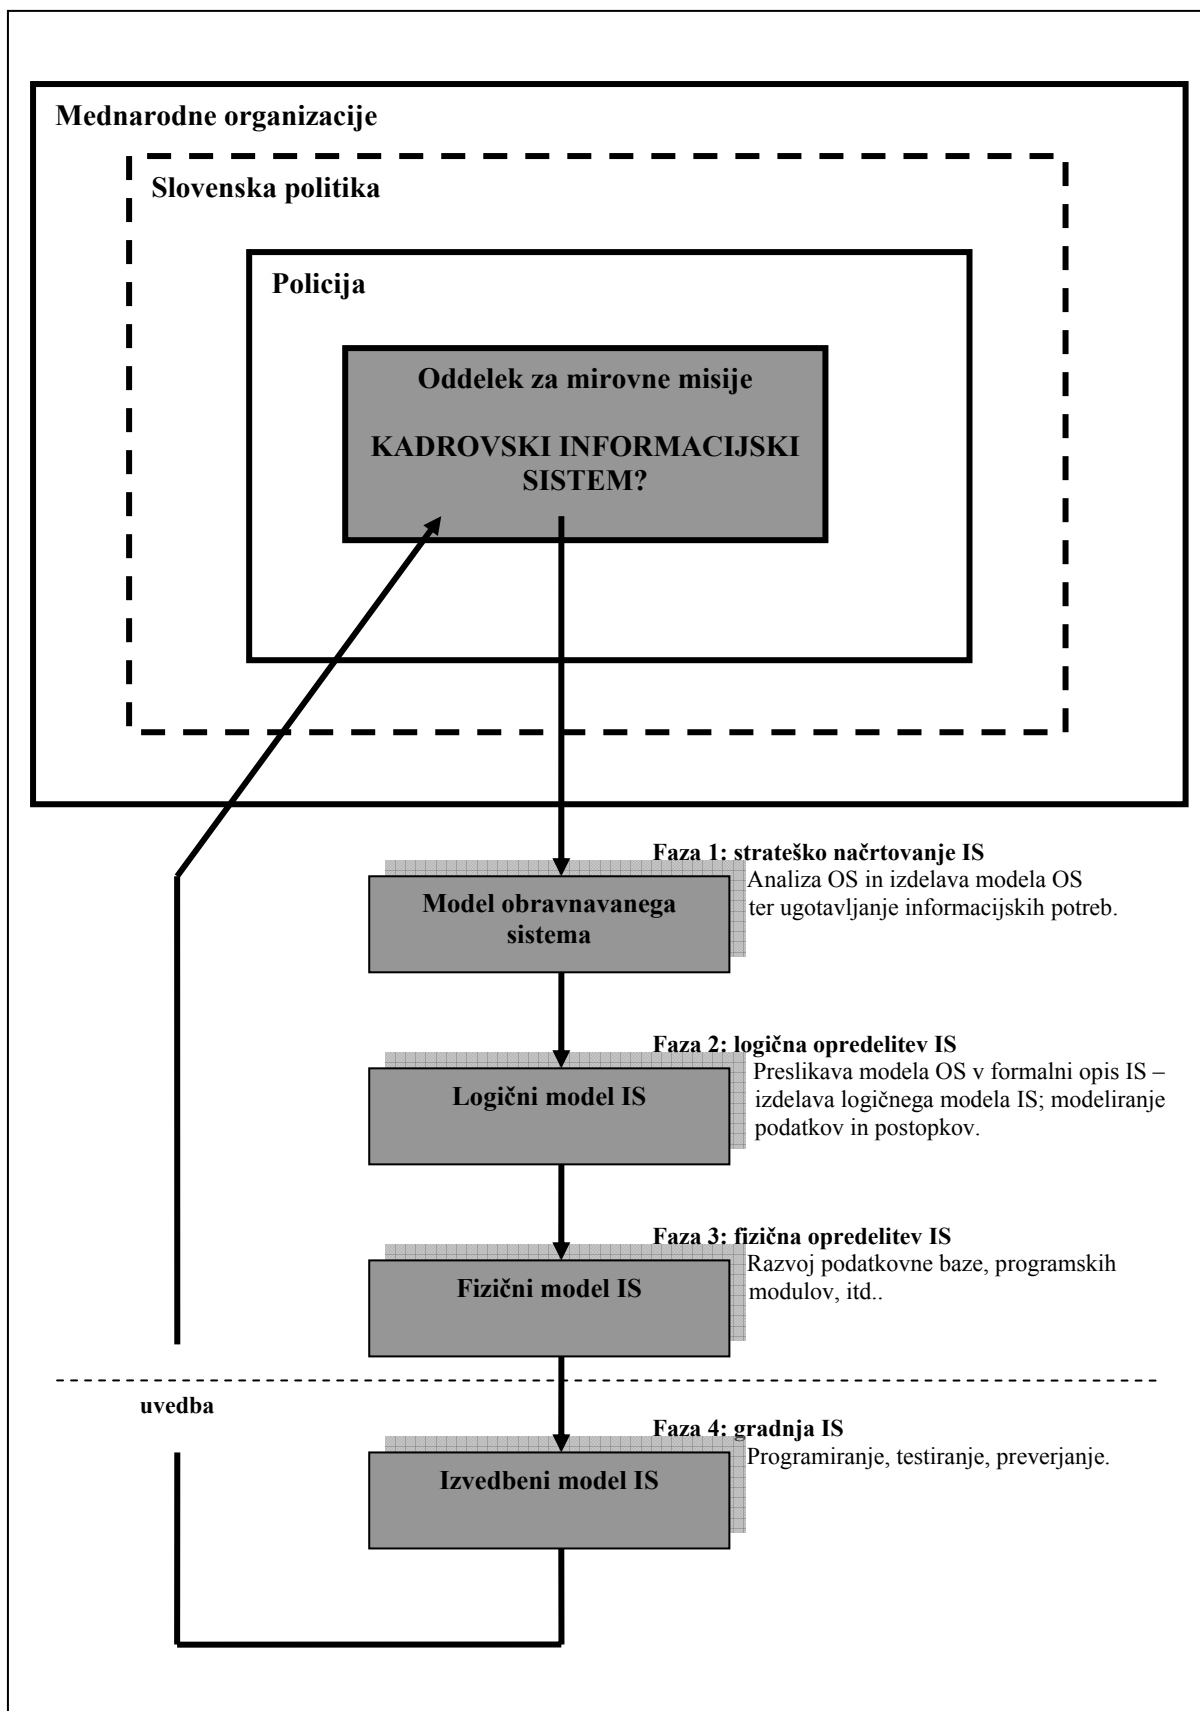 Mednarodne organizacije
Slovenska politika
Policija
Oddelek za mirovne misije
KADROVSKI INFORMACIJSKI
SISTEM?
Faza 1: strateško načrtovanje IS
Analiza OS in izdelava modela OS
ter ugotavljanje informacijskih potreb.
Model obravnavanega
sistema
Faza 2: logična opredelitev IS
Preslikava modela OS v formalni opis IS –
izdelava logičnega modela IS; modeliranje
podatkov in postopkov.
Logični model IS
Faza 3: fizična opredelitev IS
Razvoj podatkovne baze, programskih
modulov, itd..
Fizični model IS
uvedba
Faza 4: gradnja IS
Programiranje, testiranje, preverjanje.
Izvedbeni model IS